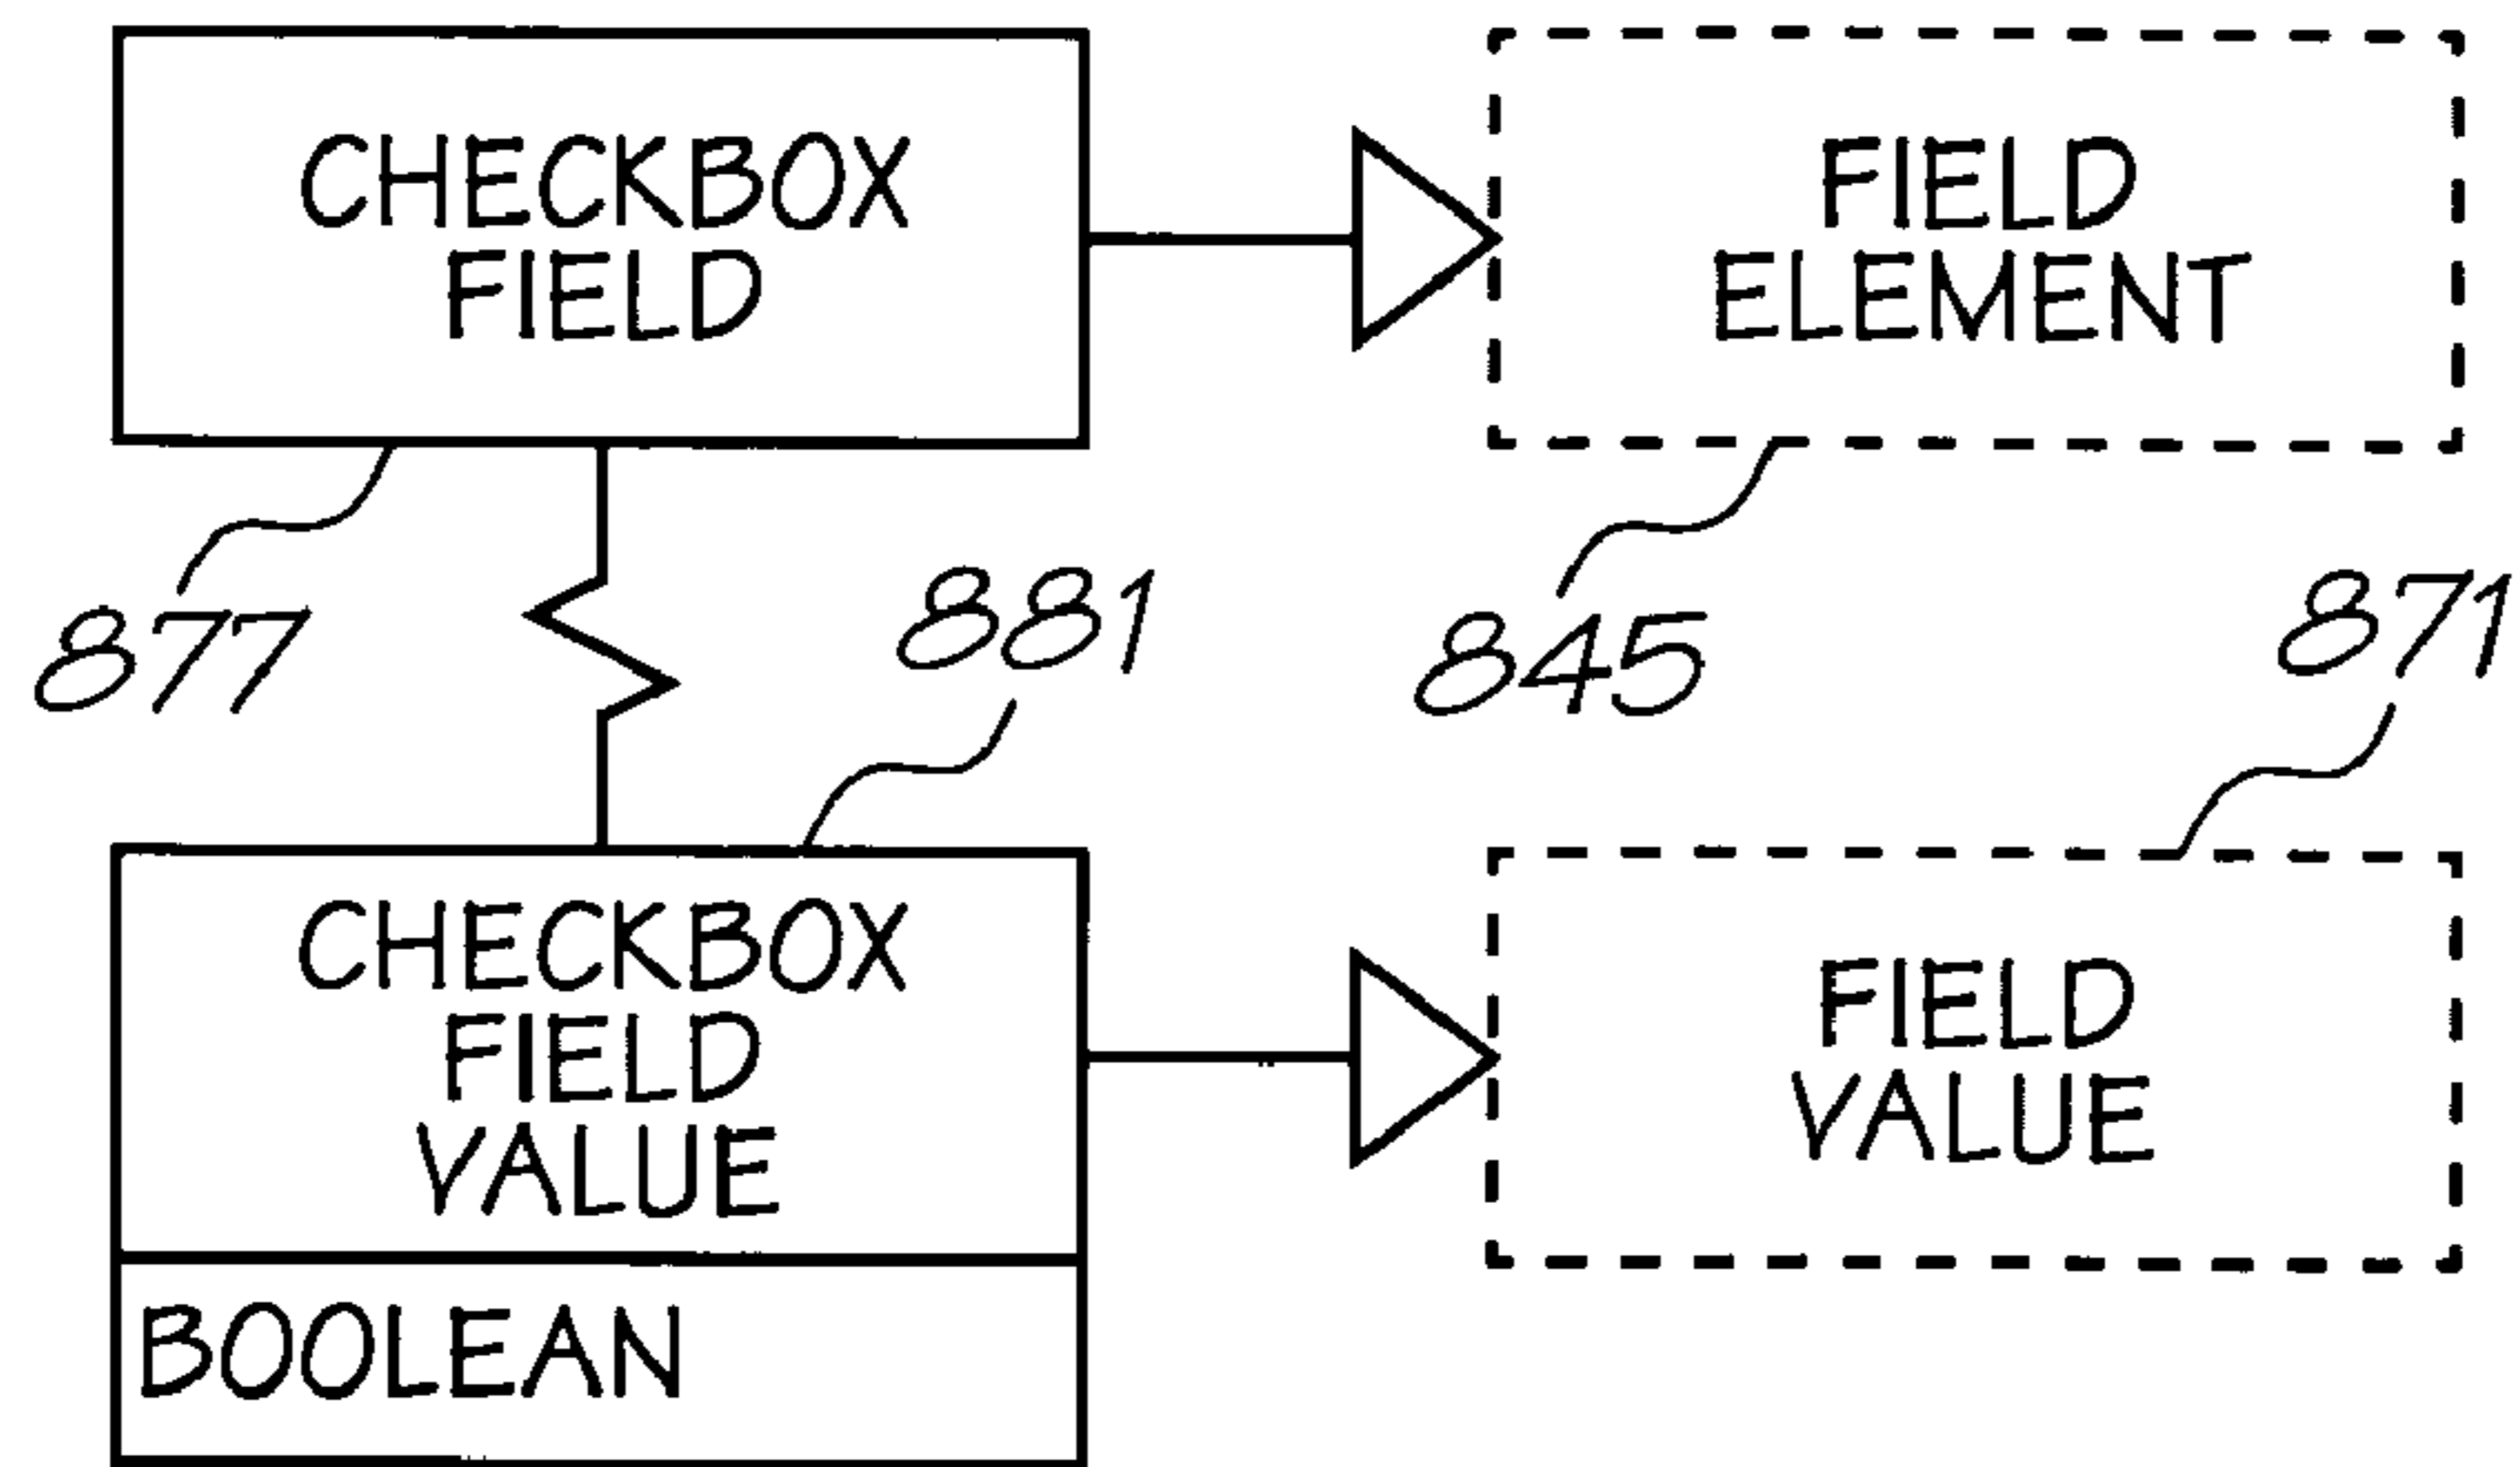 CHECKBOX
FIELD
FIELD
ELEMENT
877
881
845
871
CHECKBOX
FIELD
VALUE
FIELD
VALUE
BOOLEAN